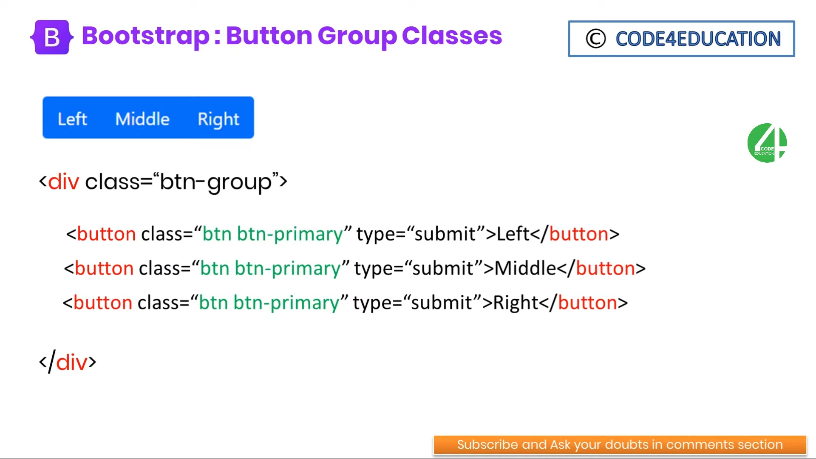 B Bootstrap : Button Group Classes
© CODE4EDUCATION
Left Middle Right
4
CODE
EDUCATION
<div class=“btn-group”>
<button class=“btn btn-primary” type=“submit”>Left</button>
<button class=“btn btn-primary” type=“submit”>Middle</button>
<button class=“btn btn-primary” type=“submit”>Right</button>
</div>
Subscribe and Ask your doubts in comments section